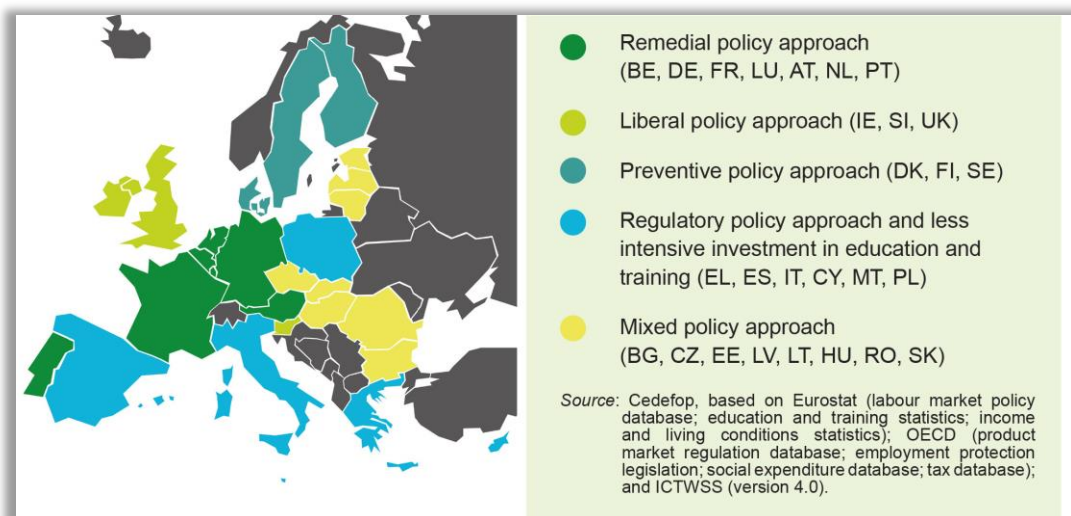 Remedial policy approach
(BE, DE, FR, LU, AT, NL, PT)
Liberal policy approach (IE, SI, UK)
Preventive policy approach (DK, FI, SE)
Regulatory policy approach and less
intensive investment in education and
training (EL, ES, IT, CY, MT, PL)
Mixed policy approach
(BG, CZ, EE, LV, LT, HU, RO, SK)
Source: Cedefop, based on Eurostat (labour market policy
database; education and training statistics; income
and living conditions statistics); OECD (product
market regulation database; employment protection
legislation; social expenditure database; tax database);
and ICTWSS (version 4.0).